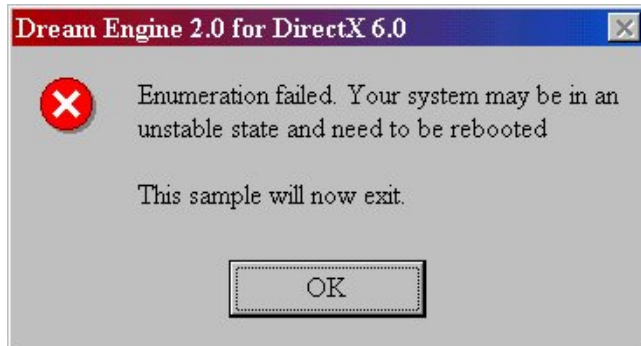 Dream Engine 2.0 for DirectX 6.0
Enumeration failed. Your system may be in an
unstable state and need to be rebooted
This sample will now exit.
OK